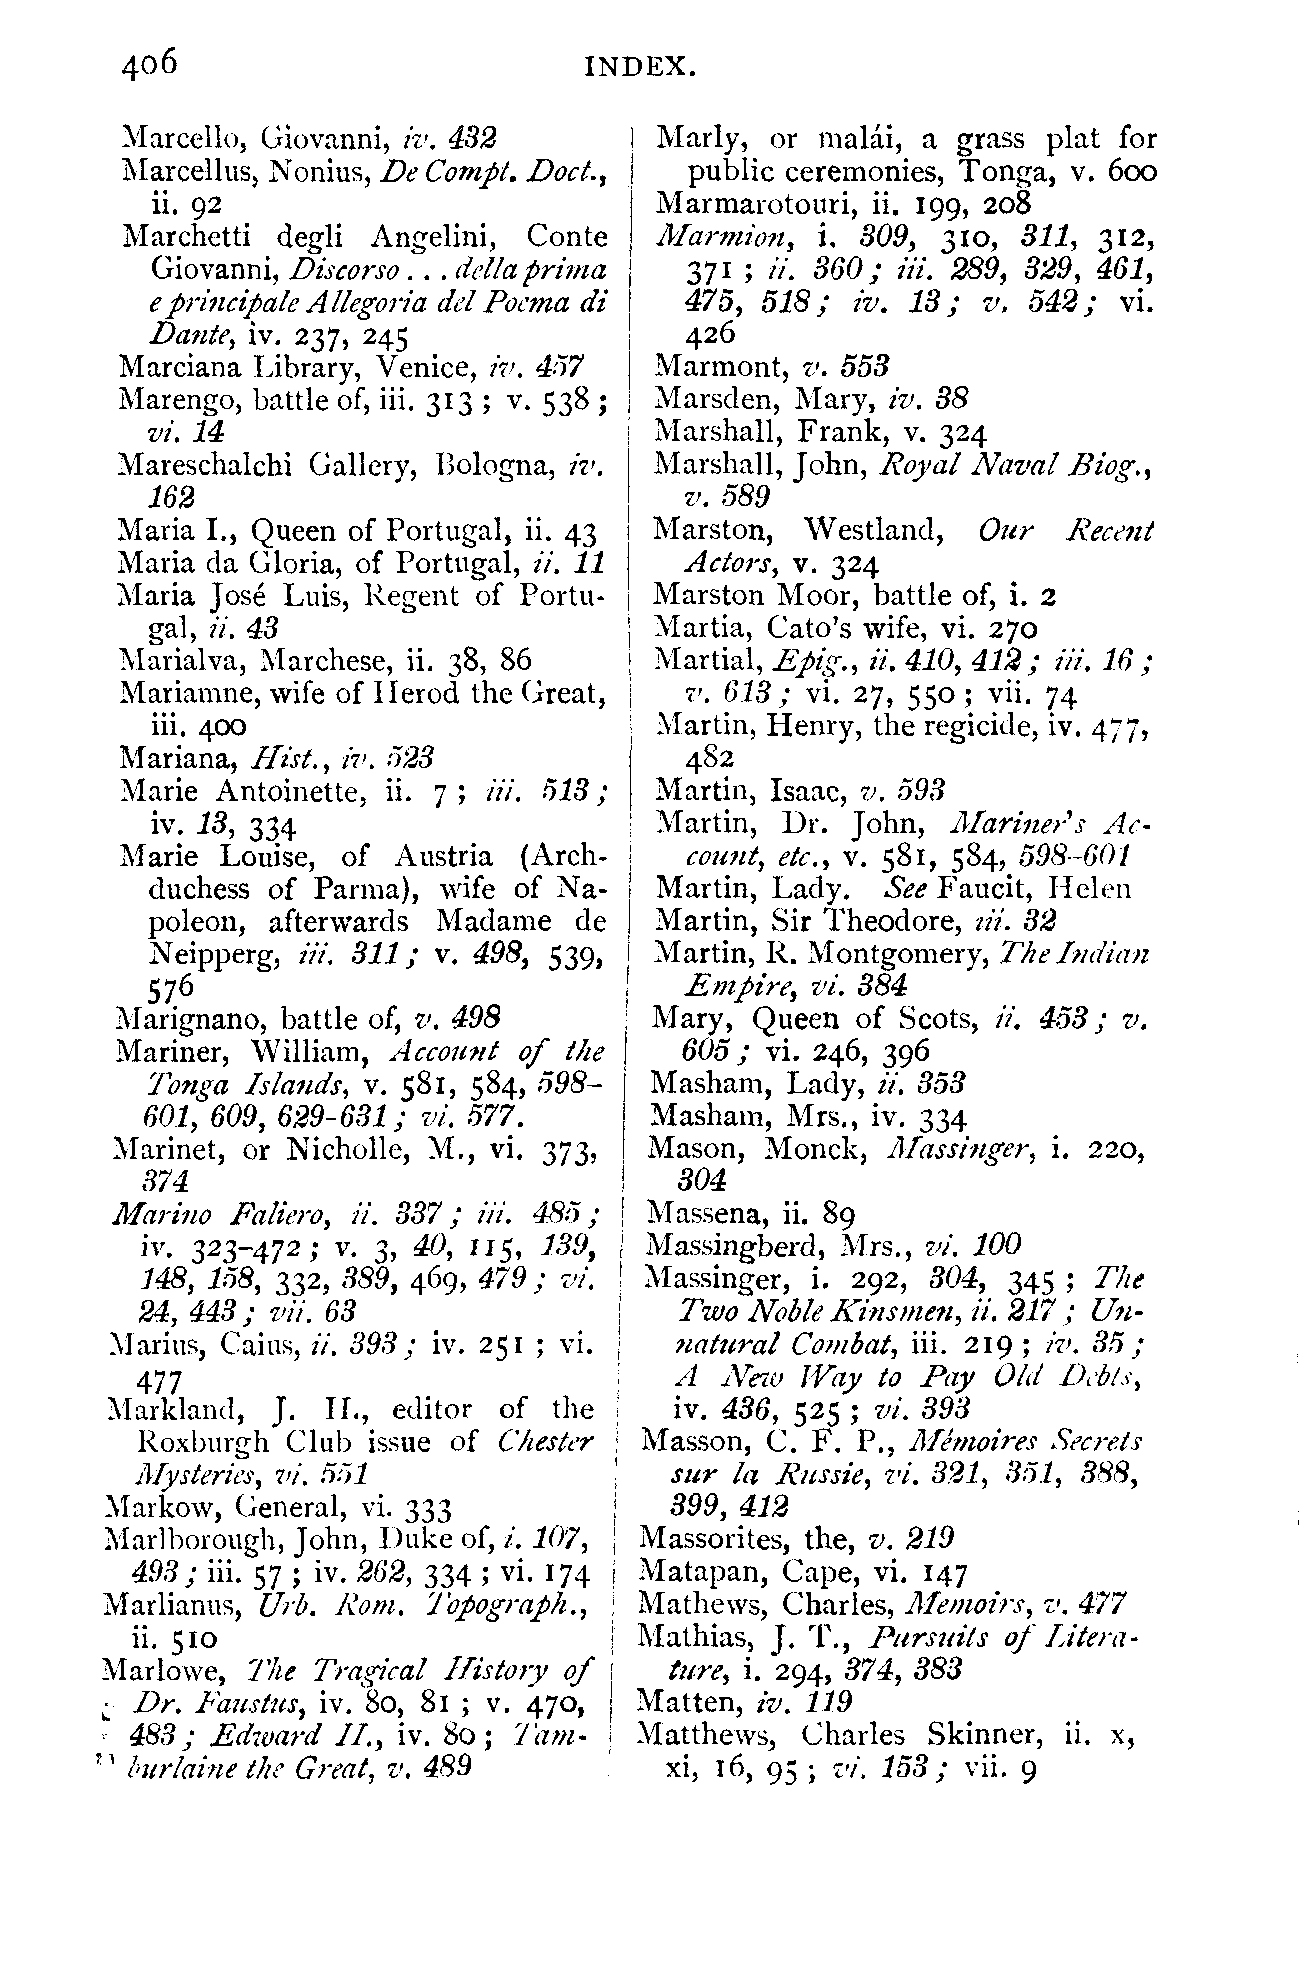 406
INDEX.
Marcello, Giovanni, iv. 432
Marcellus, Nonius, De Compt. Doct.,
ii. 92
Marchetti degli Angelini, Conte
Giovanni, Discorso . . . della prima
e principale Allegoria del Poema di
Dante, iv. 237, 245
Marciana Library, Venice, iv. 457
Marengo, battle of, iii. 313 ; v. 538 ;
vi. 14
Mareschalchi Gallery, Bologna, iv.
162
Maria I., Queen of Portugal, ii. 43
Maria da Gloria, of Portugal, ii. 11
Maria José Luis, Regent of Portu-
gal, ii. 43
Marialva, Marchese, ii. 38, 86
Mariamne, wife of Herod the Great,
iii. 400
Mariana, Hist., iv. 523
Marie Antoinette, ii. 7 ; iii. 513 ;
iv. 13, 334
Marie Louise, of Austria (Arch-
duchess of Parma), wife of Na-
poleon, afterwards Madame de
Neipperg, iii. 311 ; v. 498, 539,
576
Marignano, battle of, v. 498
Mariner, William, Account of the
Tonga Islands, v. 581, 584, 598-
601, 609, 629-631 ; vi. 577.
Marinet, or Nicholle, M., vi. 373,
374
Marino Faliero, ii. 337 ; iii. 485 ;
iv. 323-472 ; v. 3, 40, 115, 139,
148, 158, 332, 389, 469, 479 ; vi.
24, 443 ; vii. 63
Marius, Caius, ii. 393 ; iv. 251 ; vi.
477
Markland, J. H., editor of the
Roxburgh Club issue of Chester
Mysteries, vi. 551
Markow, General, vi. 333
Marlborough, John, Duke of, i. 107,
493 ; iii. 57 ; iv. 262, 334 ; vi. 174
Marlianus, Urb. Rom. Topograph.,
ii. 510
Marlowe, The Tragical History of
Dr. Faustus, iv. 80, 81 ; v. 470,
483 ; Edward II., iv. 80 ; Tam-
burlaine the Great, v. 489
Marly, or malái, a grass plat for
public ceremonies, Tonga, v. 600
Marmarotouri, ii. 199, 208
Marmion, i. 309, 310, 311, 312,
371 ; ii. 360 ; iii. 289, 329, 461,
475, 518 ; iv. 13 ; v. 542 ; vi.
426
Marmont, v. 553
Marsden, Mary, iv. 38
Marshall, Frank, v. 324
Marshall, John, Royal Naval Biog.,
v. 589
Marston, Westland, Our Recent
Actors, v. 324
Marston Moor, battle of, i. 2
Martia, Cato's wife, vi. 270
Martial, Epig., ii. 410, 412 ; iii. 16 ;
v. 613 ; vi. 27, 550 ; vii. 74
Martin, Henry, the regicide, iv. 477,
482
Martin, Isaac, v. 593
Martin, Dr. John, Mariner's Ac-
count, etc., v. 581, 584, 598-601
Martin, Lady. See Faucit, Helen
Martin, Sir Theodore, iii. 32
Martin, R. Montgomery, The Indian
Empire, vi. 384
Mary, Queen of Scots, ii. 453 ; v.
605 ; vi. 246, 396
Masham, Lady, ii. 353
Masham, Mrs., iv. 334
Mason, Monck, Massinger, i. 220,
304
Massena, ii. 89
Massingberd, Mrs., vi. 100
Massinger, i. 292, 304, 345 ; The
Two Noble Kinsmen, ii. 217 ; Un-
natural Combat, iii. 219 ; iv. 35 ;
A New Way to Pay Old Debts,
iv. 436, 525 ; vi. 393
Masson, C. F. P., Mémoires Secrets
sur la Russie, vi. 321, 351, 388,
399, 412
Massorites, the, v. 219
Matapan, Cape, vi. 147
Mathews, Charles, Memoirs, v. 477
Mathias, J. T., Pursuits of Litera-
ture, i. 294, 374, 383
Matten, iv. 119
Matthews, Charles Skinner, ii. x,
xi, 16, 95 ; vi. 153 ; vii. 9